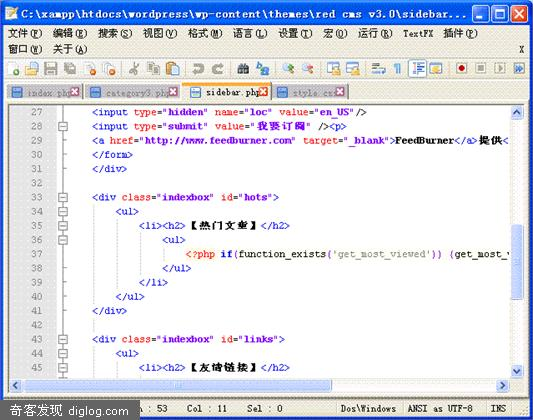 C:\xampp\htdocs\wordpress\wp-content\themes\red cms v3.0\sidebar...
文件(F) 编辑(E) 搜索(S) 视图(V) 格式(M) 语言(L) 设置(T) 宏(O) 运行(R) TextFX 插件(P)
窗口(W) 关于(A) X
index.php category3.php sidebar.php style.css
27 <input type="hidden" name="loc" value="en_US"/>
28 <input type="submit" value="我要订阅" /><p>
29 <a href="http://www.feedburner.com" target="_blank">FeedBurner</a>提供<
30 </form>
31 </div>
32
33 <div class="indexbox" id="hots">
34 <ul>
35 <li><h2>【热门文章】</h2>
36 <ul>
37 <?php if(function_exists('get_most_viewed')) {get_most_v
38 </ul>
39 </li>
40 </ul>
41 </div>
42
43 <div class="indexbox" id="links">
44 <ul>
45 <li><h2>【友情链接】</h2>
奇客发现 diglog.com : 53 Col : 11 Sel : 0 Dos\Windows ANSI as UTF-8 INS